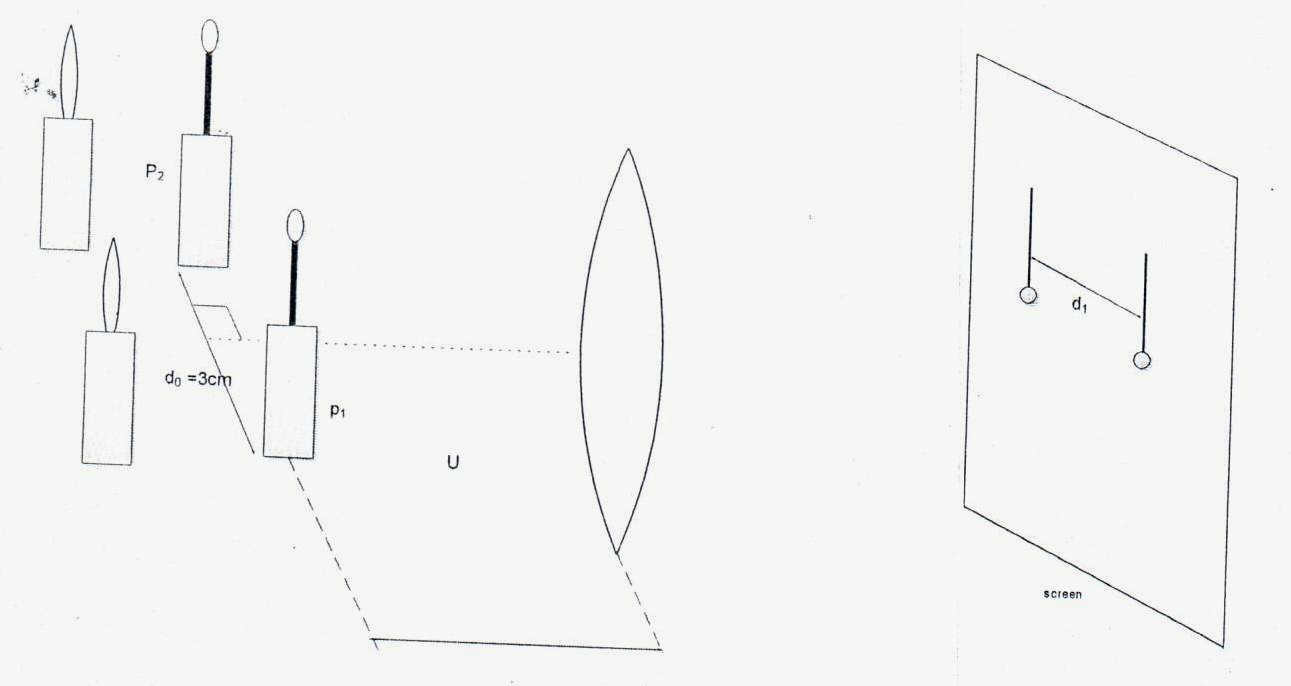 P₂
d₀ =3cm
p₁
U
d₁
screen